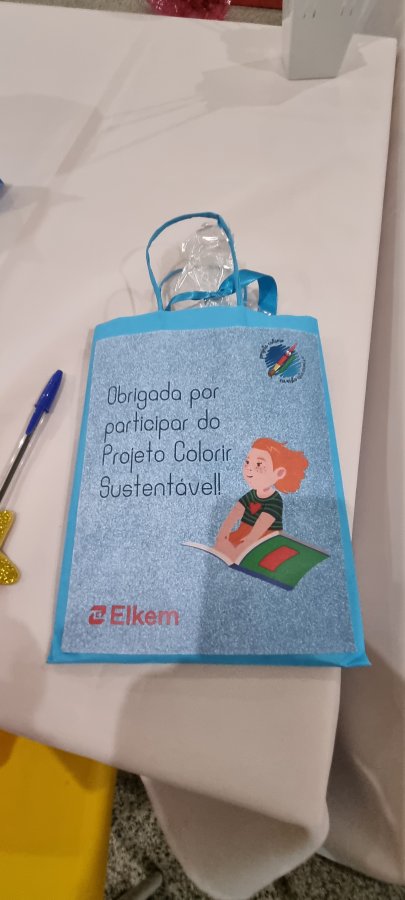 Obrigada por
participar do
Projeto Colorir
Sustentável!
Elkem